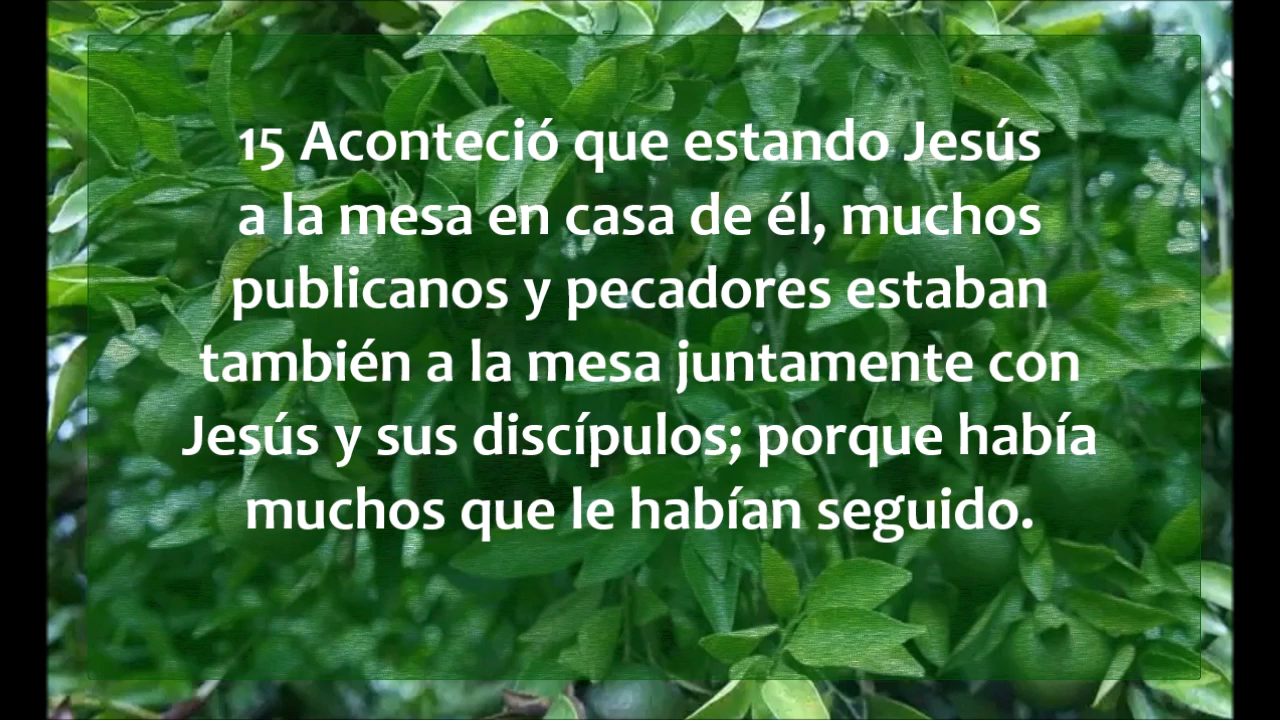 15 Aconteció que estando Jesús
a la mesa en casa de él, muchos
publicanos y pecadores estaban
también a la mesa juntamente con
Jesús y sus discípulos; porque había
muchos que le habían seguido.